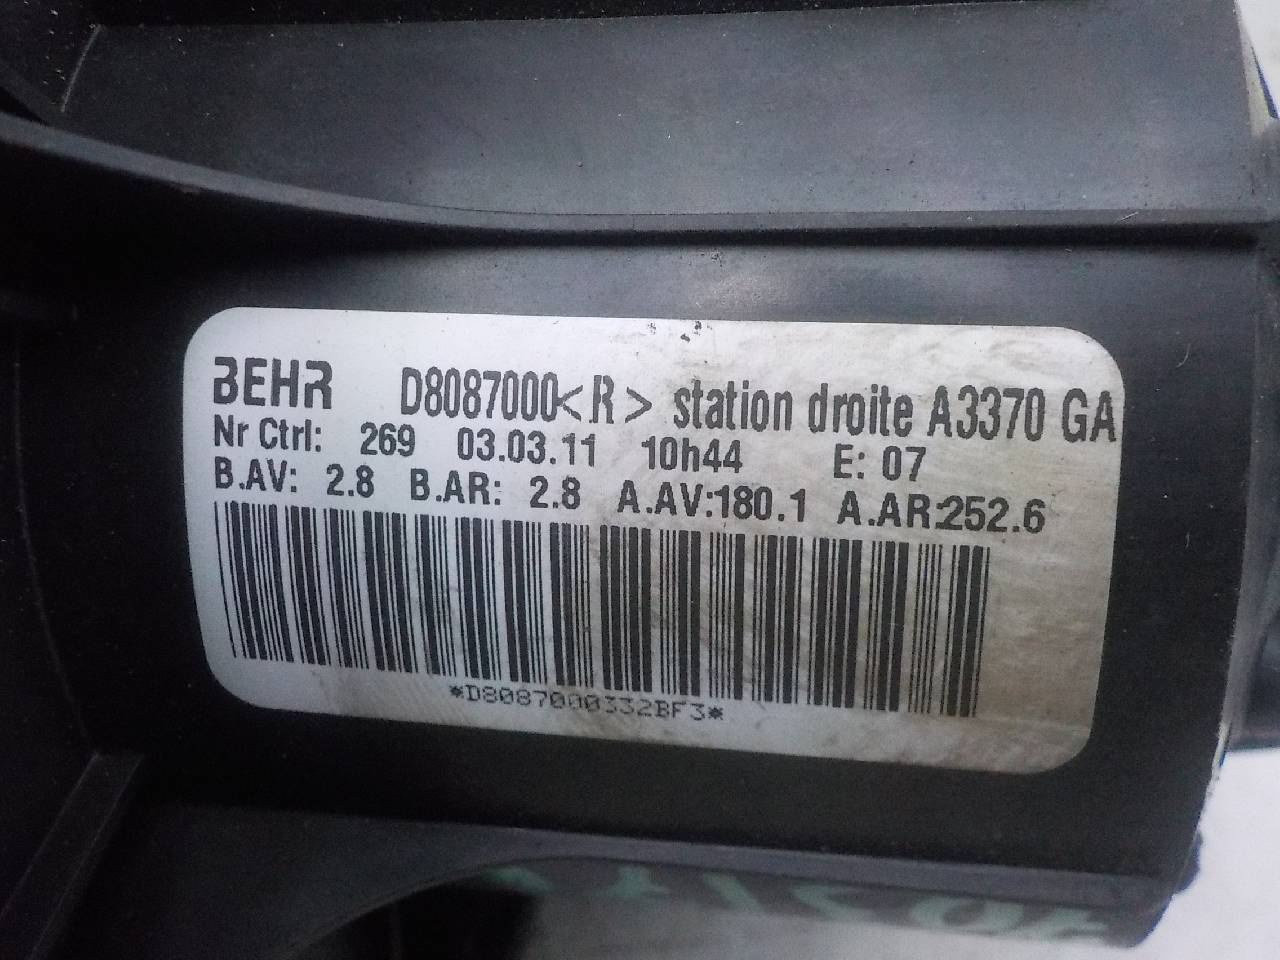 BEHR D8087000<R> station droite A3370 GA
Nr Ctrl: 269 03.03.11 10h44 E: 07
B.AV: 2.8 B.AR: 2.8 A.AV:180.1 A.AR:252.6
*D8087000332BF3*